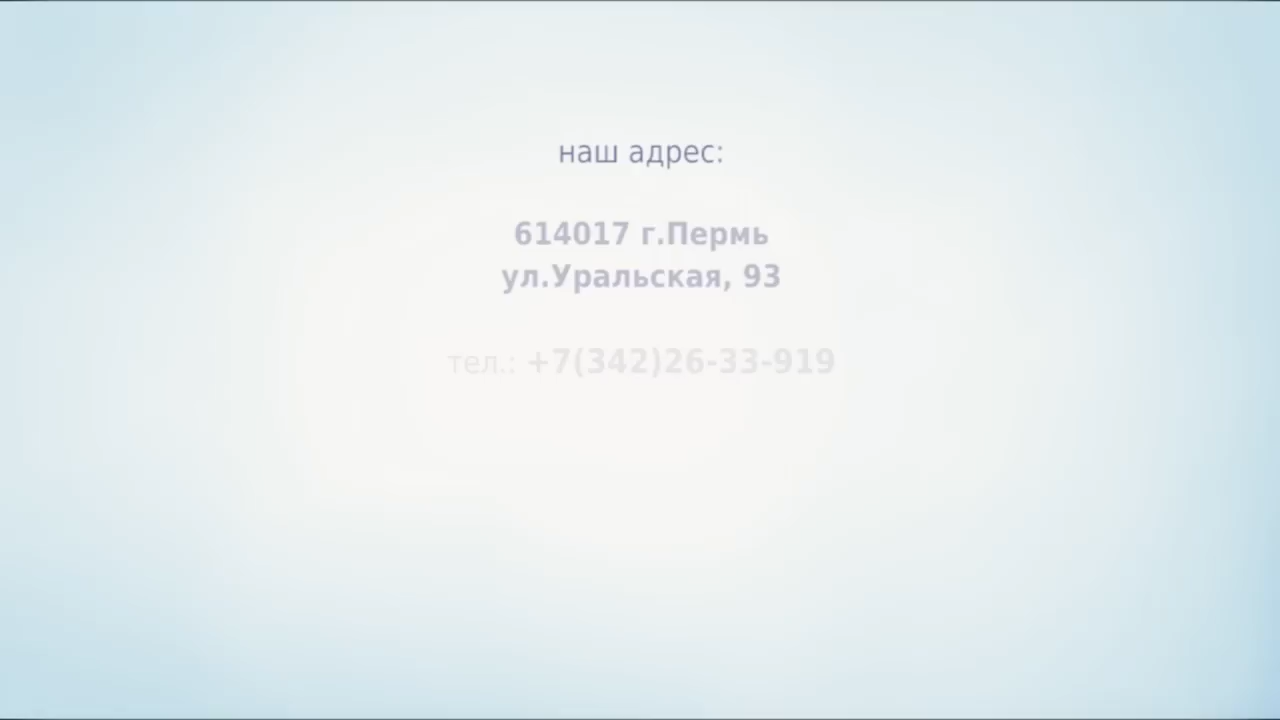 наш адрес:
614017 г.Пермь
ул.Уральская, 93
тел.: +7(342)26-33-919